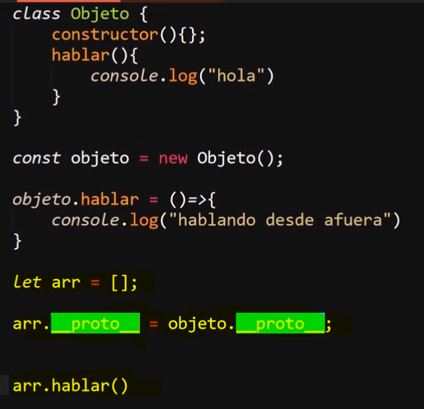 class Objeto {
constructor(){};
hablar(){
console.log("hola")
}
}
const objeto = new Objeto();
objeto.hablar = ()=>{
console.log("hablando desde afuera")
}
let arr = [];
arr.__proto__ = objeto.__proto__;
arr.hablar()